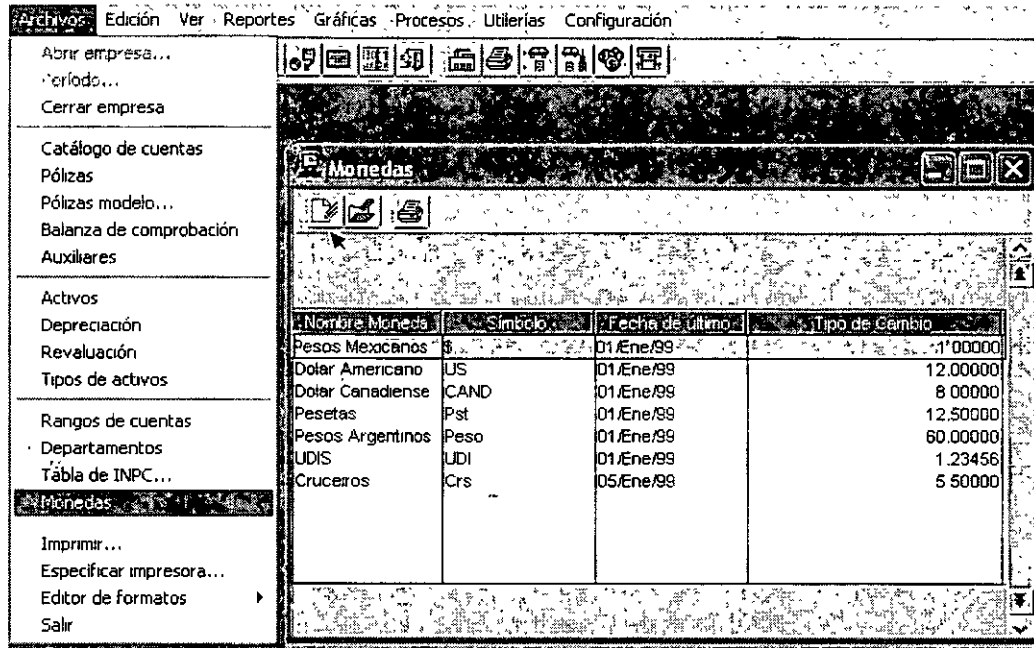 Archivos Edición Ver Reportes Gráficas Procesos Utilerías Configuración
Abrir empresa...
Período...
Cerrar empresa
Catálogo de cuentas
Pólizas
Pólizas modelo...
Balanza de comprobación
Auxiliares
Activos
Depreciación
Revaluación
Tipos de activos
Rangos de cuentas
Departamentos
Tabla de INPC...
Monedas
Imprimir...
Especificar impresora...
Editor de formatos
Salir
Monedas
Nombre Moneda Simbolo Fecha de último Tipo de Cambio
Pesos Mexicanos $ 01/Ene/99 1.00000
Dolar Americano US 01/Ene/99 12.00000
Dolar Canadiense CAND 01/Ene/99 8 00000
Pesetas Pst 01/Ene/99 12.50000
Pesos Argentinos Peso 01/Ene/99 60.00000
UDIS UDI 01/Ene/99 1.23456
Cruceiros Crs 05/Ene/99 5 50000